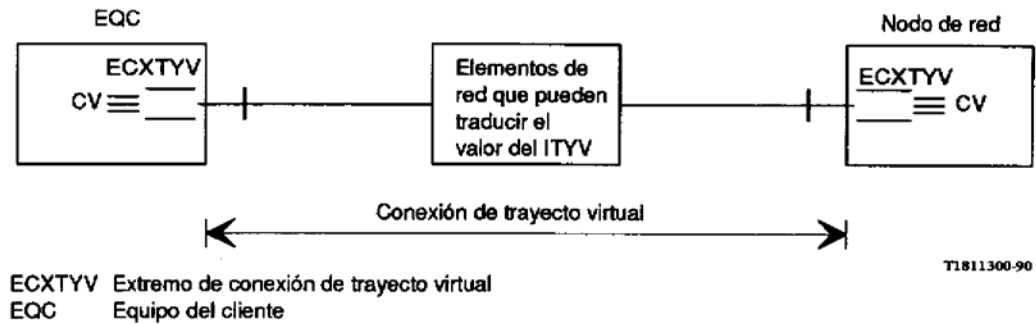 EQC
Nodo de red
ECXTYV
CV
Elementos de
red que pueden
traducir el
valor del ITYV
ECXTYV
CV
Conexión de trayecto virtual
T1811300-90
ECXTYV Extremo de conexión de trayecto virtual
EQC Equipo del cliente